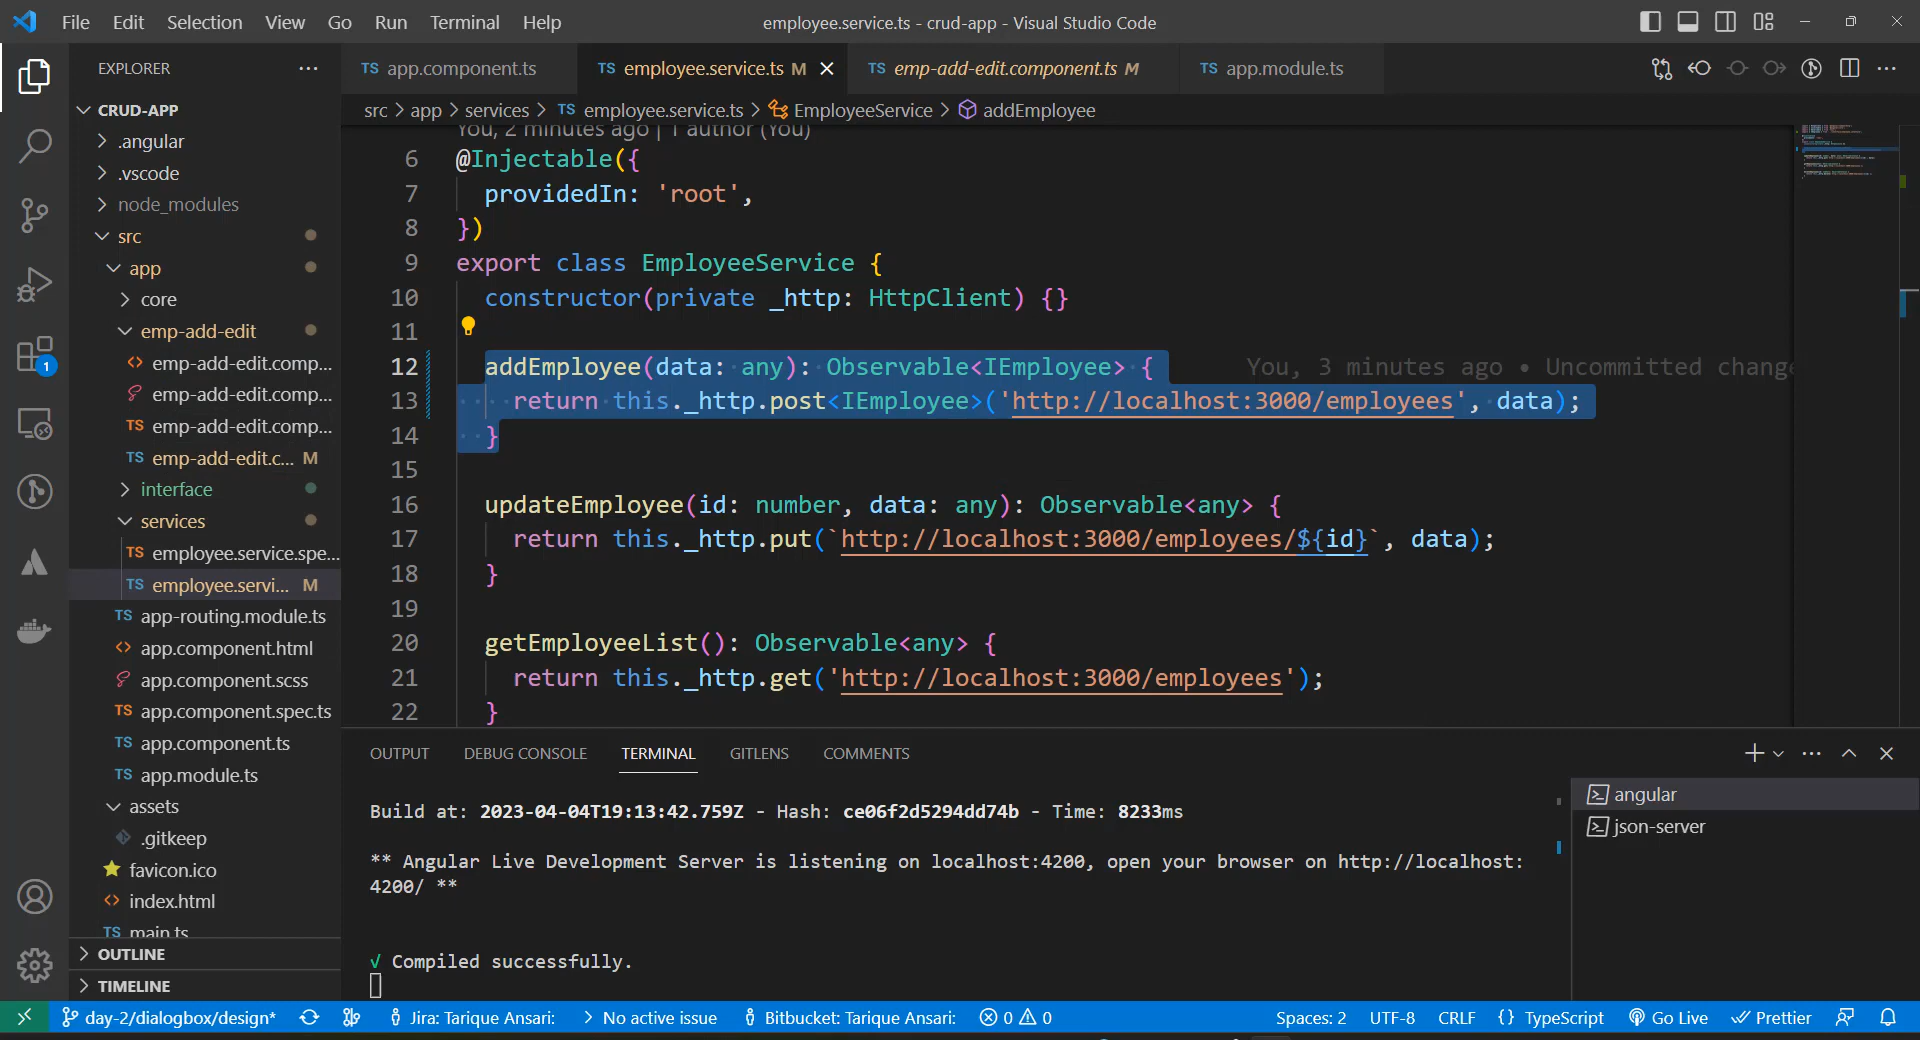 File Edit Selection View Go Run Terminal Help
employee.service.ts - crud-app - Visual Studio Code
EXPLORER
CRUD-APP
.angular
.vscode
node_modules
src
app
core
emp-add-edit
emp-add-edit.comp...
emp-add-edit.comp...
TS emp-add-edit.comp...
TS emp-add-edit.c... M
interface
services
TS employee.service.spe...
TS employee.servi... M
TS app-routing.module.ts
app.component.html
app.component.scss
TS app.component.spec.ts
TS app.component.ts
TS app.module.ts
assets
.gitkeep
favicon.ico
index.html
TS main.ts
OUTLINE
TIMELINE
1
TS app.component.ts
TS employee.service.ts M
TS emp-add-edit.component.ts M
TS app.module.ts
src > app > services > TS employee.service.ts > EmployeeService > addEmployee
You, 2 minutes ago | 1 author (You)
6 @Injectable({
7 providedIn: 'root',
8 })
9 export class EmployeeService {
10 constructor(private _http: HttpClient) {}
11
12 addEmployee(data: any): Observable<IEmployee> { You, 3 minutes ago • Uncommitted change
13 return this._http.post<IEmployee>('http://localhost:3000/employees', data);
14 }
15
16 updateEmployee(id: number, data: any): Observable<any> {
17 return this._http.put(`http://localhost:3000/employees/${id}`, data);
18 }
19
20 getEmployeeList(): Observable<any> {
21 return this._http.get('http://localhost:3000/employees');
22 }
OUTPUT DEBUG CONSOLE TERMINAL GITLENS COMMENTS
Build at: 2023-04-04T19:13:42.759Z - Hash: ce06f2d5294dd74b - Time: 8233ms
** Angular Live Development Server is listening on localhost:4200, open your browser on http://localhost:
4200/ **
√ Compiled successfully.
angular
json-server
day-2/dialogbox/design* Jira: Tarique Ansari: No active issue Bitbucket: Tarique Ansari: 0 0 Spaces: 2 UTF-8 CRLF {} TypeScript Go Live Prettier